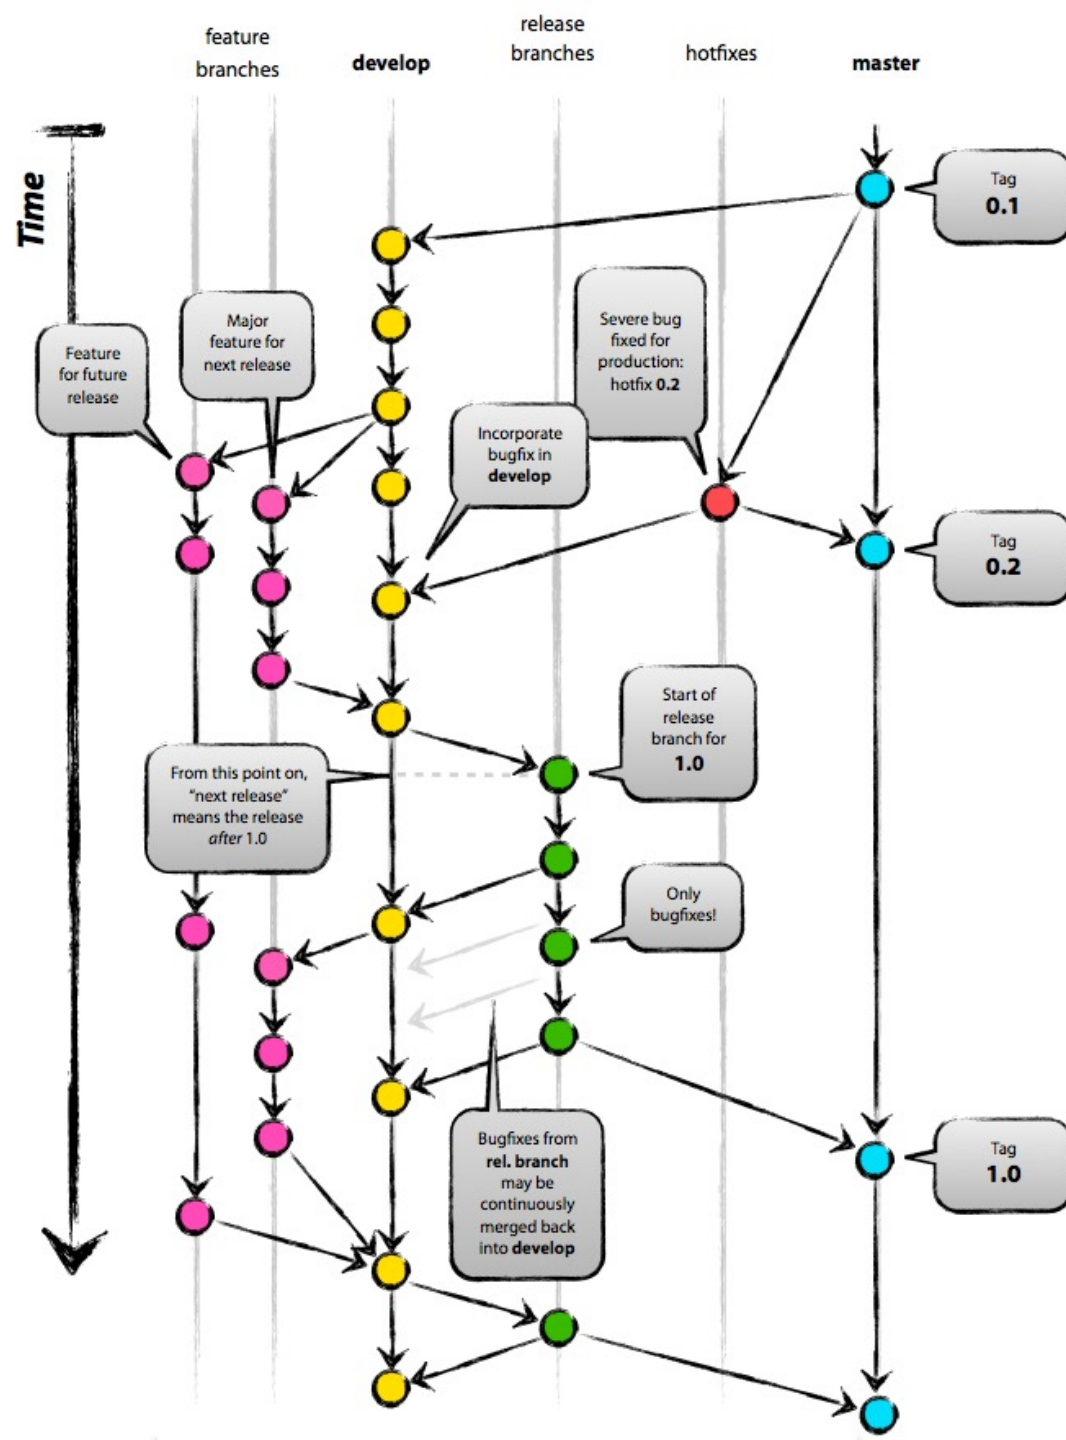 feature
branches
develop
release
branches
hotfixes
master
Time
Tag
0.1
Major
feature for
next release
Feature
for future
release
Severe bug
fixed for
production:
hotfix 0.2
Incorporate
bugfix in
develop
Tag
0.2
Start of
release
branch for
1.0
From this point on,
“next release”
means the release
after 1.0
Only
bugfixes!
Bugfixes from
rel. branch
may be
continuously
merged back
into develop
Tag
1.0